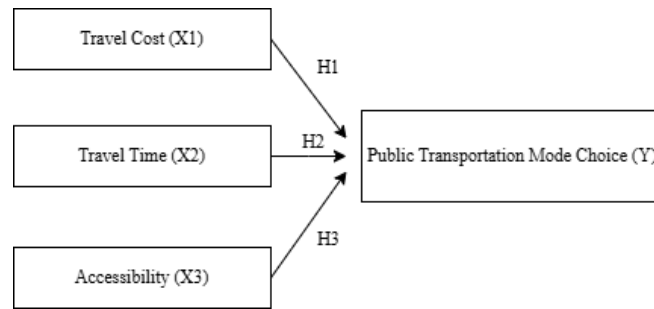 Travel Cost (X1)
H1
Travel Time (X2)
H2
Public Transportation Mode Choice (Y)
H3
Accessibility (X3)